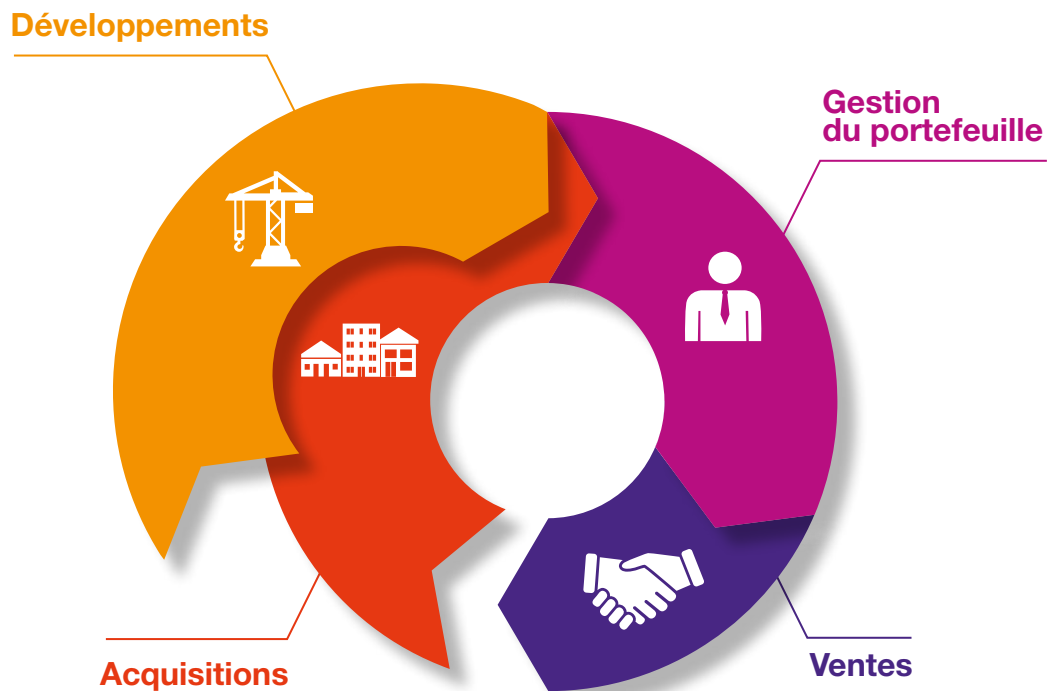 Développements
Gestion
du portefeuille
Acquisitions
Ventes